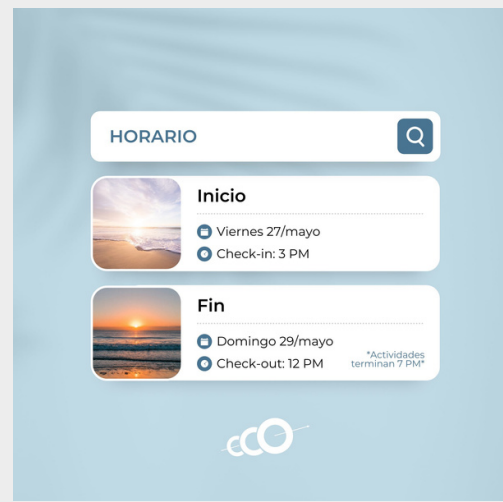 HORARIO
Inicio
Viernes 27/mayo
Check-in: 3 PM
Fin
Domingo 29/mayo
Check-out: 12 PM
*Actividades
terminan 7 PM*
eco